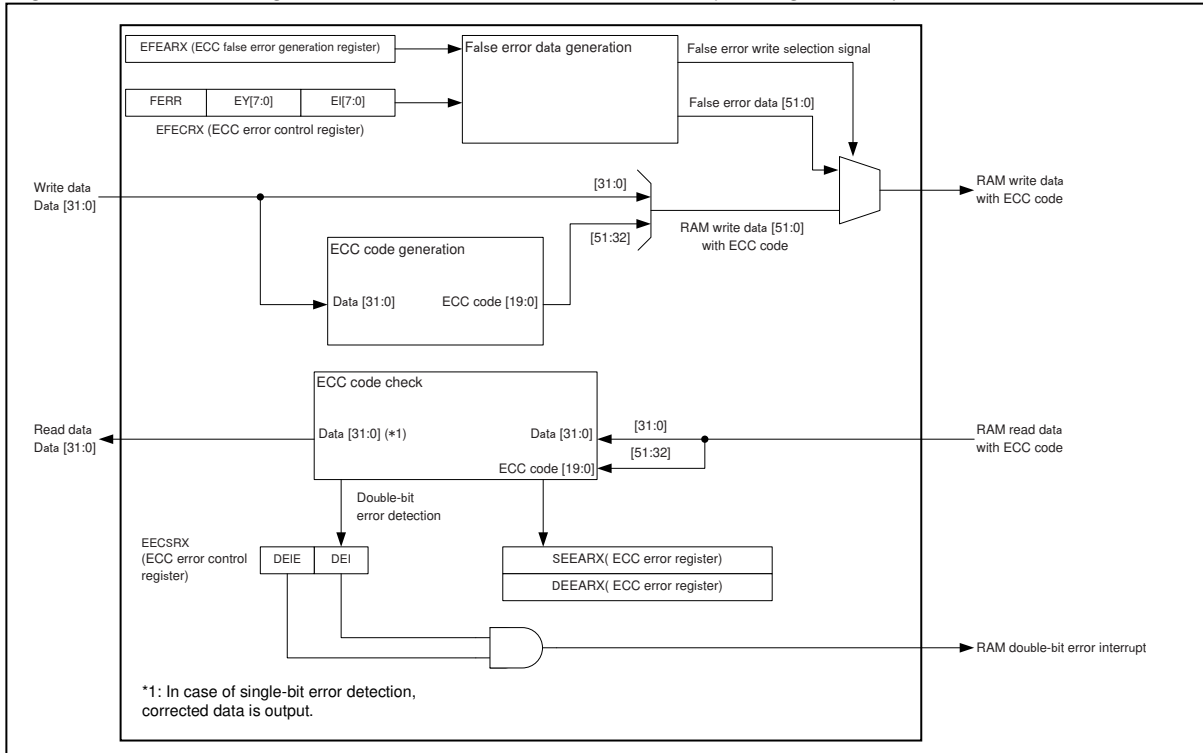 EFEARX (ECC false error generation register)
False error data generation
False error write selection signal
FERR
EY[7:0]
EI[7:0]
False error data [51:0]
EFECRX (ECC error control register)
Write data
Data [31:0]
[31:0]
RAM write data
with ECC code
[51:32]
RAM write data [51:0]
with ECC code
ECC code generation
Data [31:0]
ECC code [19:0]
ECC code check
Read data
Data [31:0]
Data [31:0] (*1)
Data [31:0]
[31:0]
RAM read data
with ECC code
[51:32]
ECC code [19:0]
Double-bit
error detection
EECSRX
(ECC error control
register)
DEIE
DEI
SEEARX( ECC error register)
DEEARX( ECC error register)
RAM double-bit error interrupt
*1: In case of single-bit error detection,
corrected data is output.